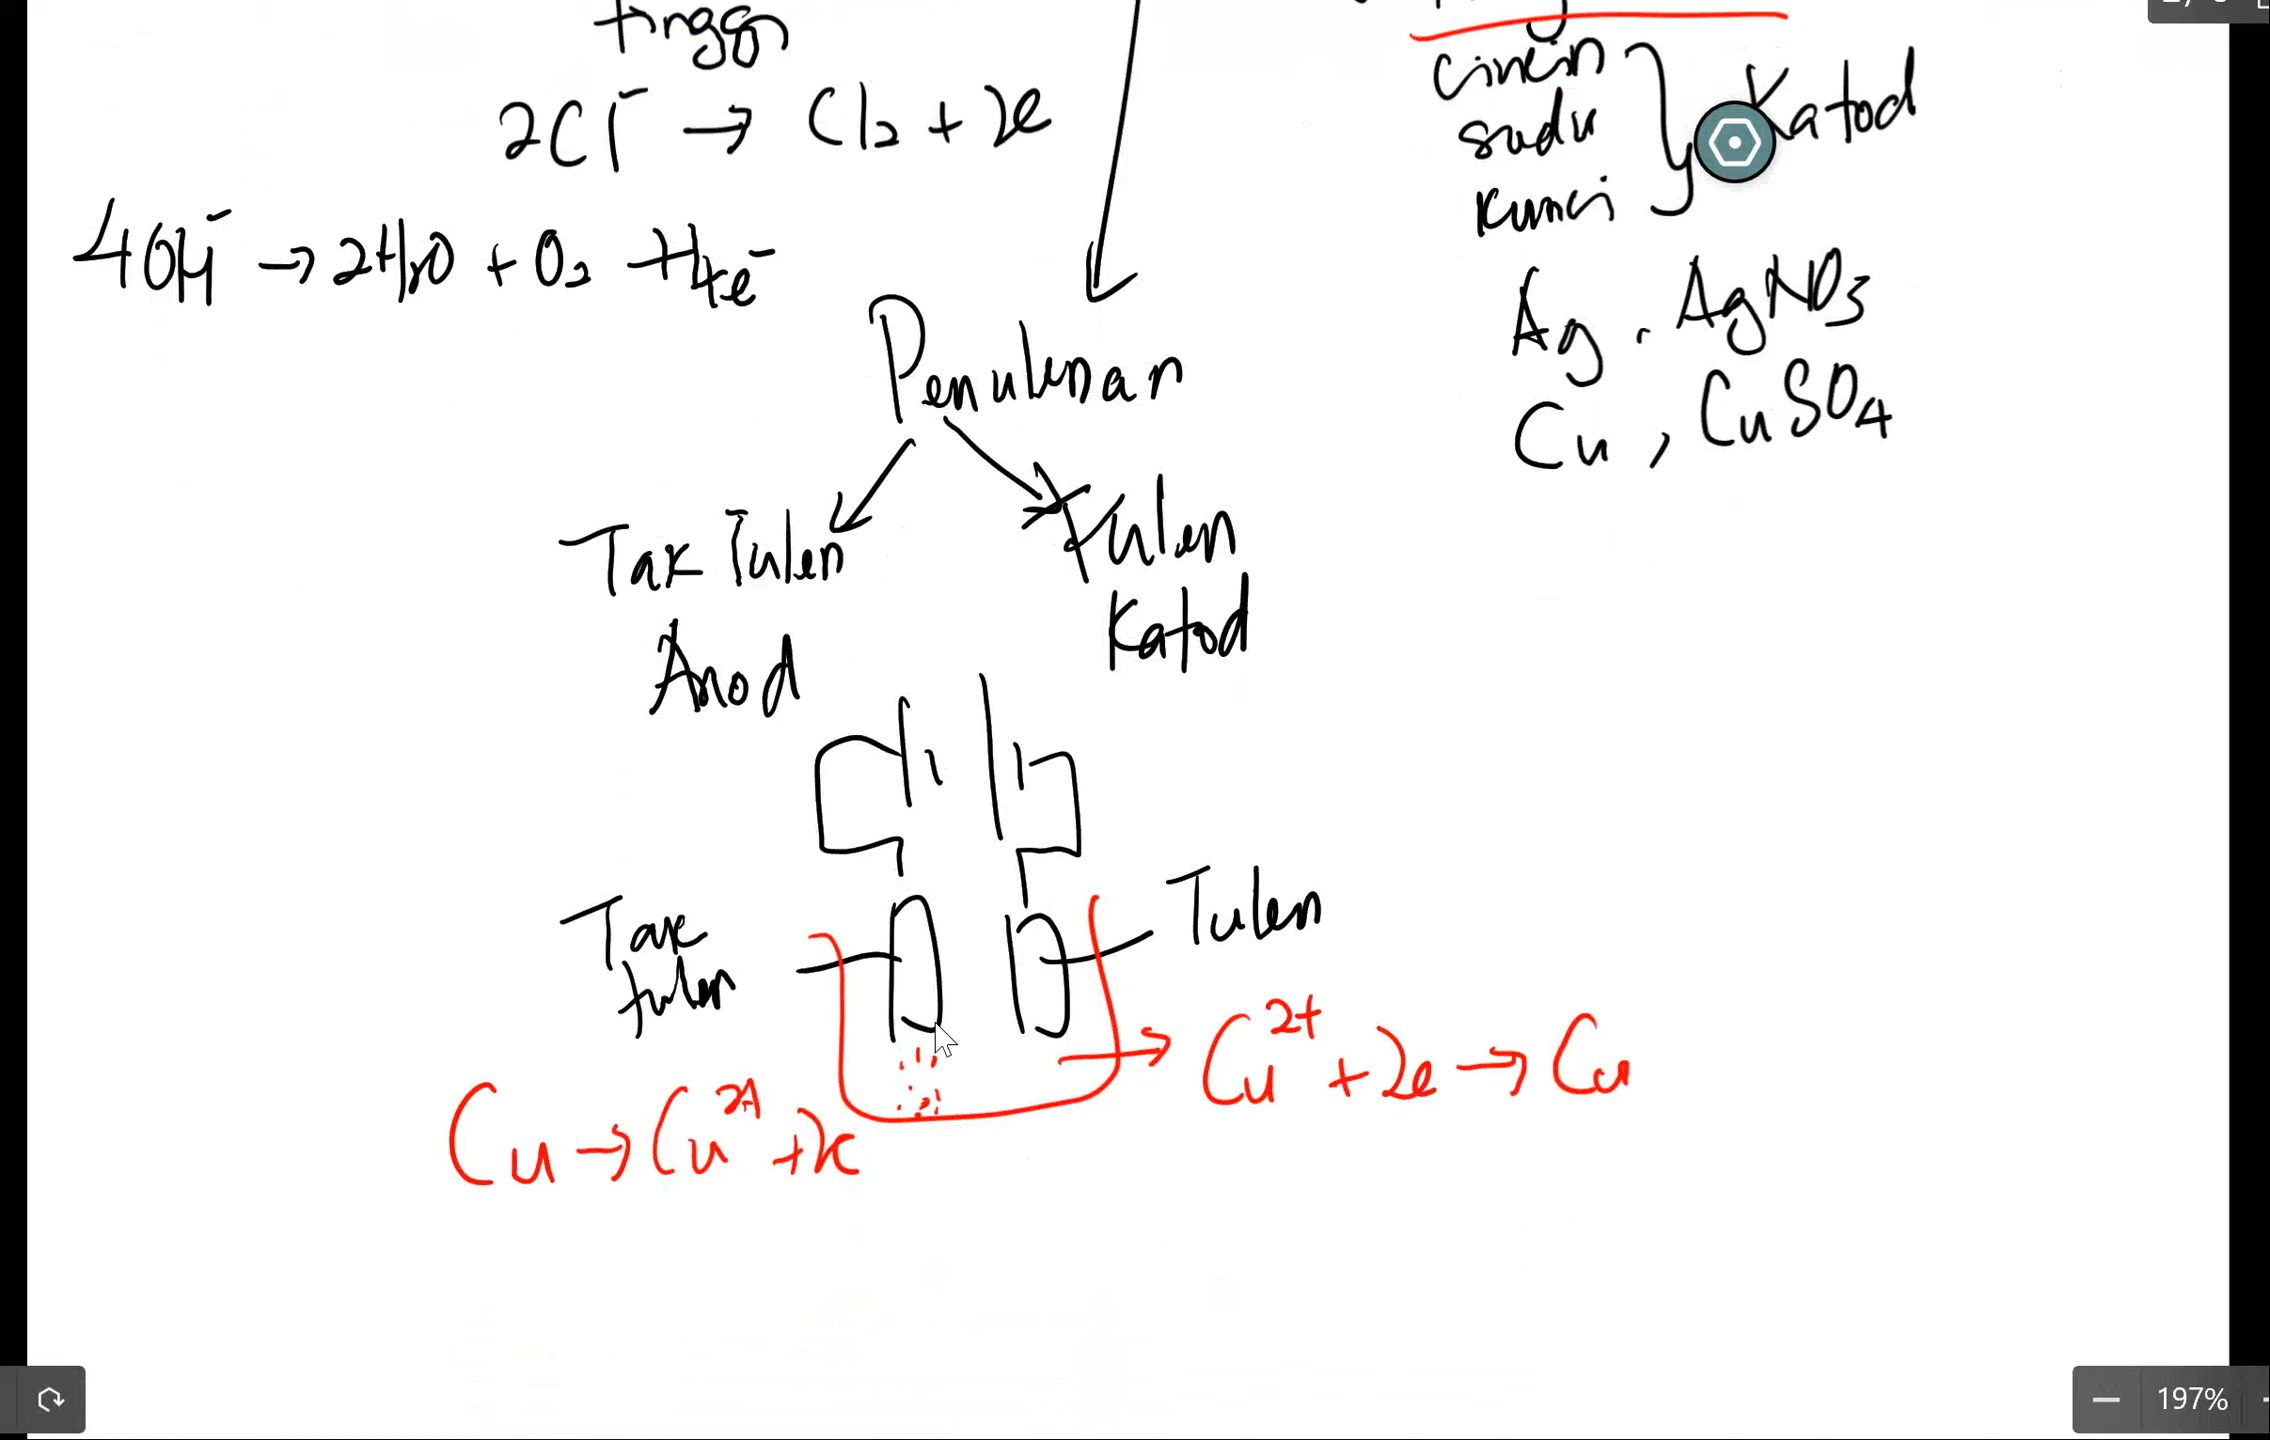 tinggi
2Cl⁻ → Cl₂ + 2e
4OH⁻ → 2H₂O + O₂ + 4e⁻
cincin
sudu
kunci
Katod
Ag, AgNO₃
Cu, CuSO₄
Penulenan
Tak Tulen
Anod
Tulen
Katod
Tak
tulen
Tulen
Cu²⁺ + 2e → Cu
Cu → Cu²⁺ + 2e
197%